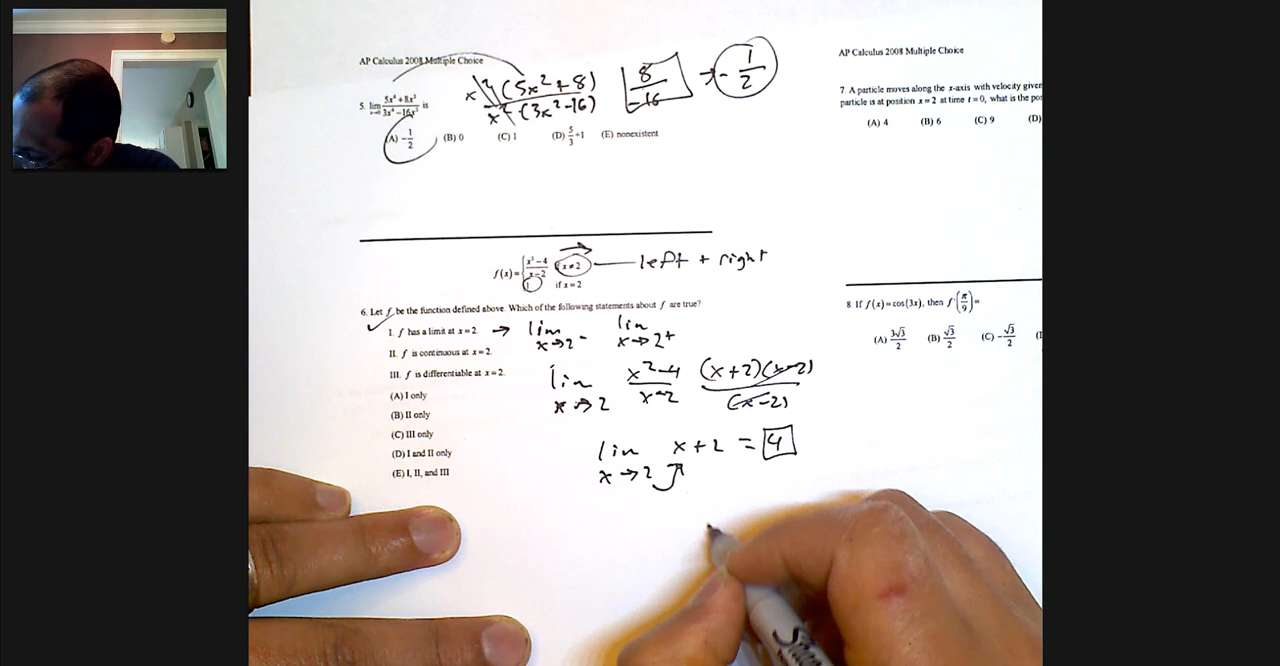 AP Calculus 2008 Multiple Choice
5. lim x→0 (5x⁴+8x²)/(3x⁴−16x²) is
x²(5x²+8)
x²(3x²-16)
8/-16 → -1/2
(A) −1/2 (B) 0 (C) 1 (D) 5/3+1 (E) nonexistent
f(x)={ (x²−4)/(x−2) if x≠2
1 if x=2
left + right
6. Let f be the function defined above. Which of the following statements about f are true?
I. f has a limit at x=2. → lim x→2- lim x→2+
II. f is continuous at x=2.
III. f is differentiable at x=2.
lim x→2 (x²-4)/(x-2) (x+2)(x-2)/(x-2)
(A) I only
(B) II only
(C) III only
(D) I and II only
(E) I, II, and III
lim x→2 x+2 = 4
AP Calculus 2008 Multiple Choice
7. A particle moves along the x-axis with velocity given
particle is at position x=2 at time t=0, what is the po
(A) 4 (B) 6 (C) 9 (D)
8 If f(x)=cos(3x), then f'(π/9)=
(A) 3√3/2 (B) √3/2 (C) −√3/2